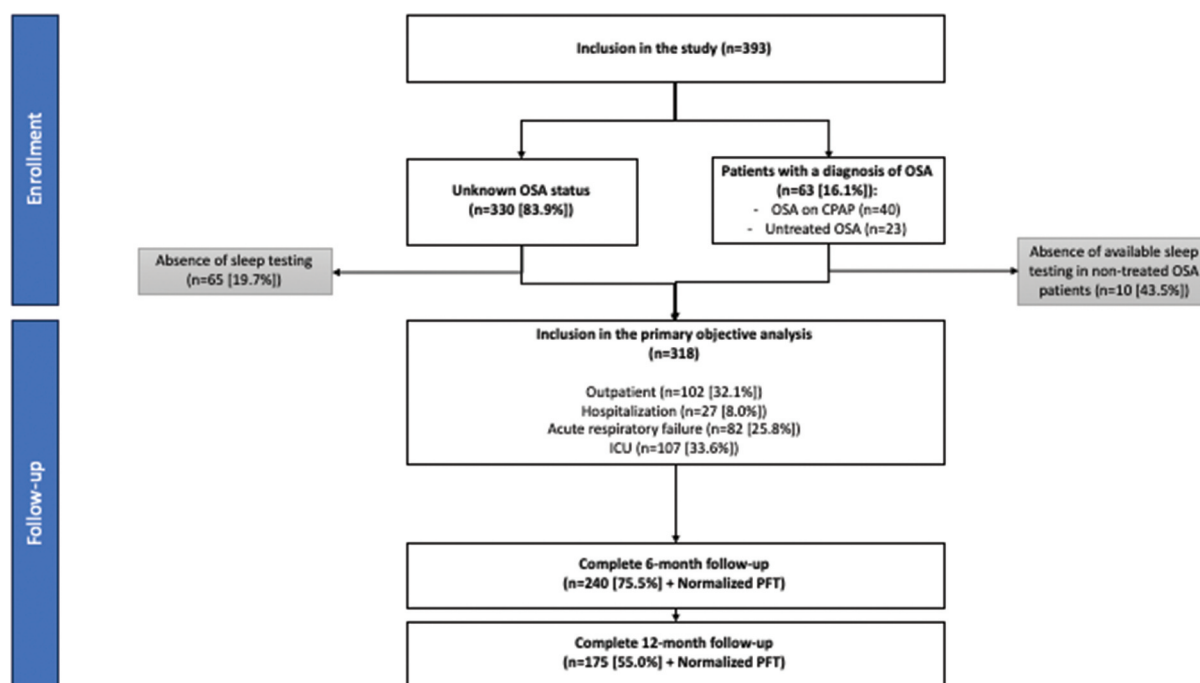 Enrollment
Inclusion in the study (n=393)
Unknown OSA status
(n=330 [83.9%])
Patients with a diagnosis of OSA
(n=63 [16.1%]):
- OSA on CPAP (n=40)
- Untreated OSA (n=23)
Absence of sleep testing
(n=65 [19.7%])
Absence of available sleep
testing in non-treated OSA
patients (n=10 [43.5%])
Follow-up
Inclusion in the primary objective analysis
(n=318)
Outpatient (n=102 [32.1%])
Hospitalization (n=27 [8.0%])
Acute respiratory failure (n=82 [25.8%])
ICU (n=107 [33.6%])
Complete 6-month follow-up
(n=240 [75.5%] + Normalized PFT)
Complete 12-month follow-up
(n=175 [55.0%] + Normalized PFT)